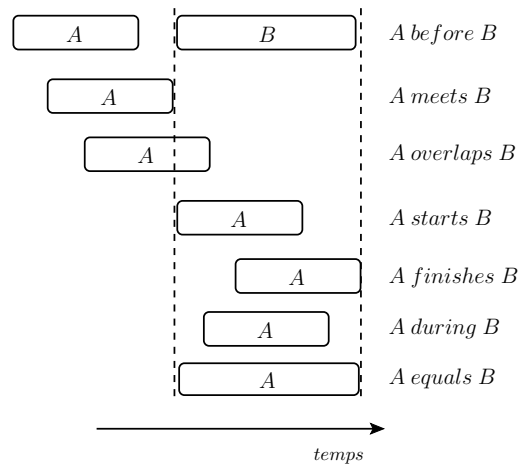 A B A before B
A A meets B
A A overlaps B
A A starts B
A A finishes B
A A during B
A A equals B
temps